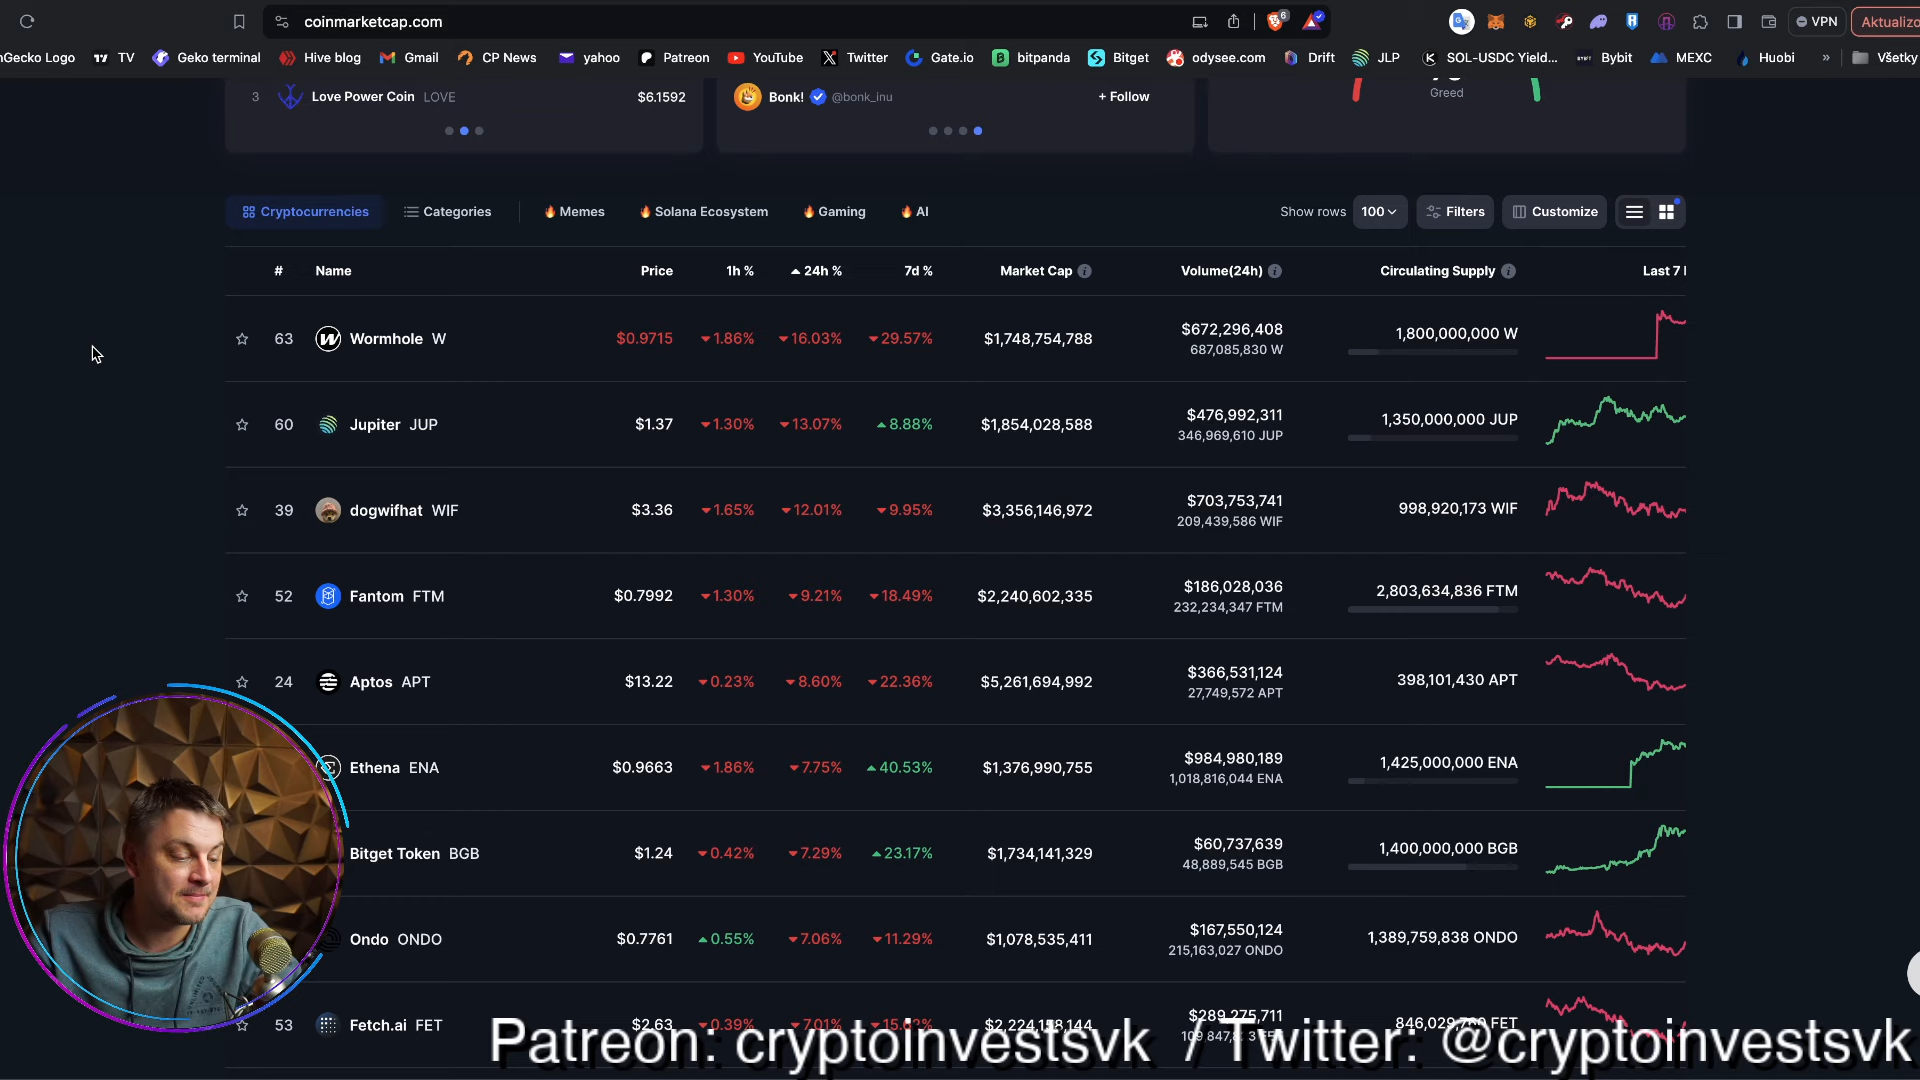 coinmarketcap.com
6
VPN
Aktualizo
nGecko Logo TV Geko terminal Hive blog Gmail CP News yahoo Patreon YouTube Twitter Gate.io bitpanda Bitget odysee.com Drift JLP SOL-USDC Yield... Bybit MEXC Huobi » Všetky
3 Love Power Coin LOVE $6.1592
Bonk! @bonk_inu + Follow
Greed
Cryptocurrencies Categories Memes Solana Ecosystem Gaming AI Show rows 100 Filters Customize
# Name Price 1h % 24h % 7d % Market Cap Volume(24h) Circulating Supply Last 7
63 Wormhole W $0.9715 1.86% 16.03% 29.57% $1,748,754,788 $672,296,408 1,800,000,000 W
687,085,830 W
60 Jupiter JUP $1.37 1.30% 13.07% 8.88% $1,854,028,588 $476,992,311 1,350,000,000 JUP
346,969,610 JUP
39 dogwifhat WIF $3.36 1.65% 12.01% 9.95% $3,356,146,972 $703,753,741 998,920,173 WIF
209,439,586 WIF
52 Fantom FTM $0.7992 1.30% 9.21% 18.49% $2,240,602,335 $186,028,036 2,803,634,836 FTM
232,234,347 FTM
24 Aptos APT $13.22 0.23% 8.60% 22.36% $5,261,694,992 $366,531,124 398,101,430 APT
27,749,572 APT
Ethena ENA $0.9663 1.86% 7.75% 40.53% $1,376,990,755 $984,980,189 1,425,000,000 ENA
1,018,816,044 ENA
Bitget Token BGB $1.24 0.42% 7.29% 23.17% $1,734,141,329 $60,737,639 1,400,000,000 BGB
48,889,545 BGB
Ondo ONDO $0.7761 0.55% 7.06% 11.29% $1,078,535,411 $167,550,124 1,389,759,838 ONDO
215,163,027 ONDO
53 Fetch.ai FET $2.63 0.39% 7.01% $289,275,711 FET
Patreon: cryptoinvestsvk / Twitter: @cryptoinvestsvk